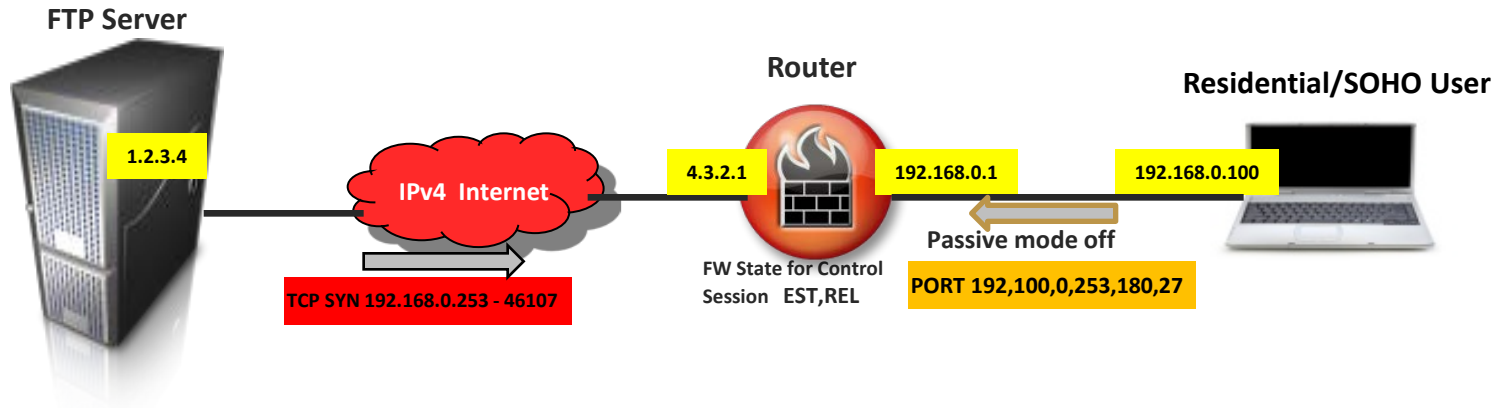 FTP Server
Router
Residential/SOHO User
1.2.3.4
IPv4 Internet
4.3.2.1
192.168.0.1
192.168.0.100
Passive mode off
FW State for Control
Session EST,REL
PORT 192,100,0,253,180,27
TCP SYN 192.168.0.253 - 46107